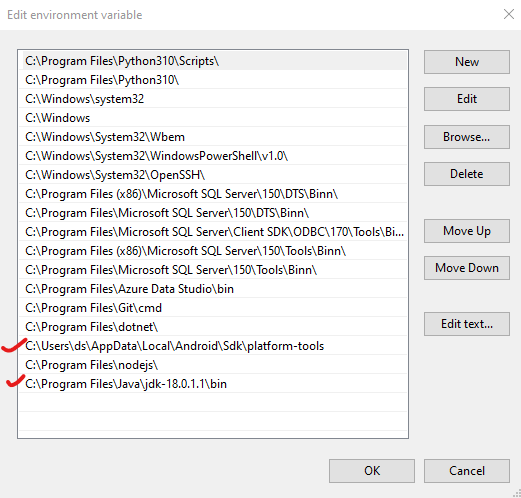 Edit environment variable
C:\Program Files\Python310\Scripts\
C:\Program Files\Python310\
C:\Windows\system32
C:\Windows
C:\Windows\System32\Wbem
C:\Windows\System32\WindowsPowerShell\v1.0\
C:\Windows\System32\OpenSSH\
C:\Program Files (x86)\Microsoft SQL Server\150\DTS\Binn\
C:\Program Files\Microsoft SQL Server\150\DTS\Binn\
C:\Program Files\Microsoft SQL Server\Client SDK\ODBC\170\Tools\Bi...
C:\Program Files (x86)\Microsoft SQL Server\150\Tools\Binn\
C:\Program Files\Microsoft SQL Server\150\Tools\Binn\
C:\Program Files\Azure Data Studio\bin
C:\Program Files\Git\cmd
C:\Program Files\dotnet\
C:\Users\ds\AppData\Local\Android\Sdk\platform-tools
C:\Program Files\nodejs\
C:\Program Files\Java\jdk-18.0.1.1\bin
New
Edit
Browse...
Delete
Move Up
Move Down
Edit text...
OK
Cancel